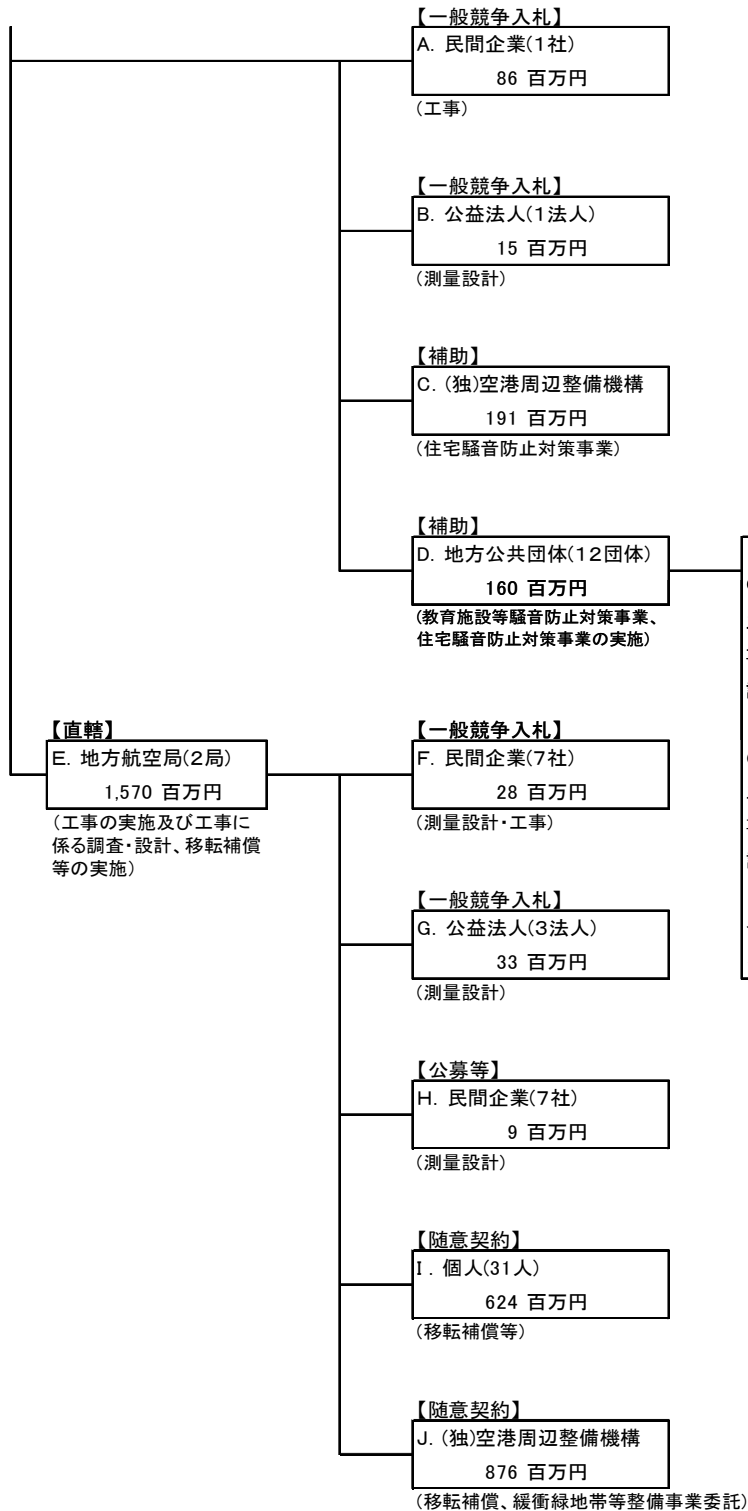 【一般競争入札】
A. 民間企業(1社)
86 百万円
(工事)
【一般競争入札】
B. 公益法人(1法人)
15 百万円
(測量設計)
【補助】
C. (独)空港周辺整備機構
191 百万円
(住宅騒音防止対策事業)
【補助】
D. 地方公共団体(12団体)
160 百万円
(教育施設等騒音防止対策事業、
住宅騒音防止対策事業の実施)
【直轄】
E. 地方航空局(2局)
1,570 百万円
(工事の実施及び工事に
係る調査・設計、移転補償
等の実施)
【一般競争入札】
F. 民間企業(7社)
28 百万円
(測量設計・工事)
【一般競争入札】
G. 公益法人(3法人)
33 百万円
(測量設計)
【公募等】
H. 民間企業(7社)
9 百万円
(測量設計)
【随意契約】
I. 個人(31人)
624 百万円
(移転補償等)
【随意契約】
J. (独)空港周辺整備機構
876 百万円
(移転補償、緩衝緑地帯等整備事業委託)